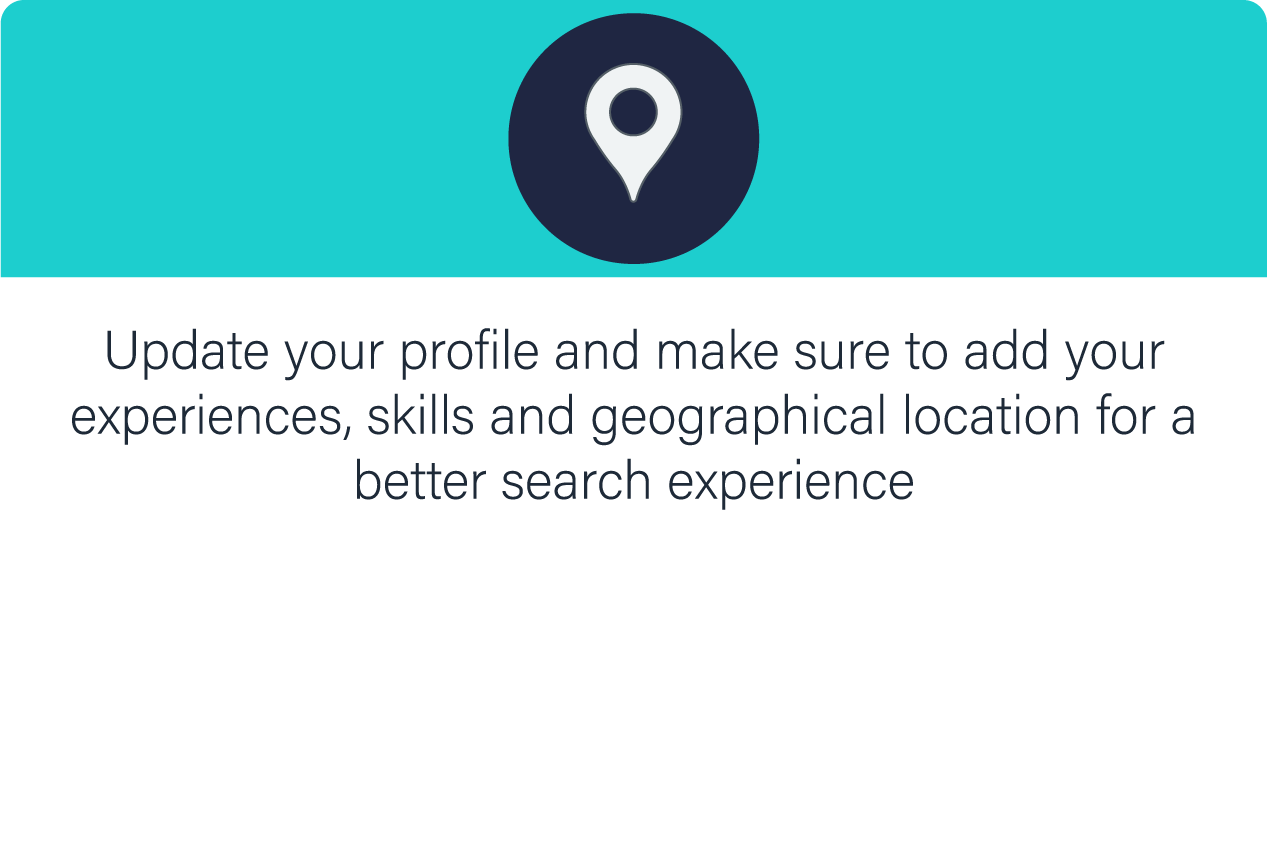 Update your profile and make sure to add your
experiences, skills and geographical location for a
better search experience